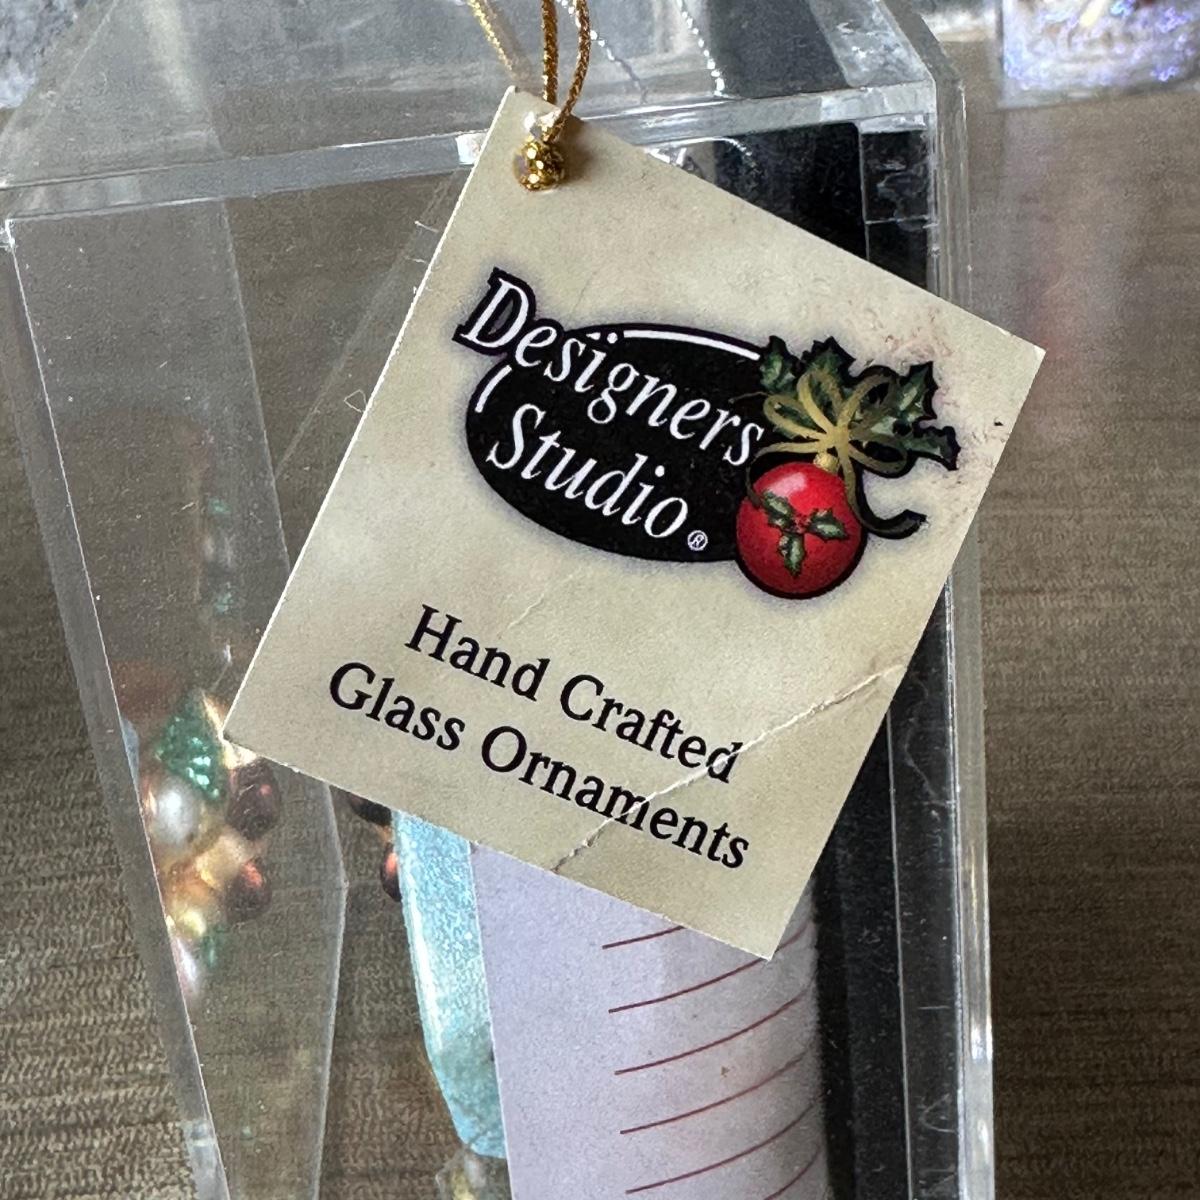 Designers
Studio®
Hand Crafted
Glass Ornaments